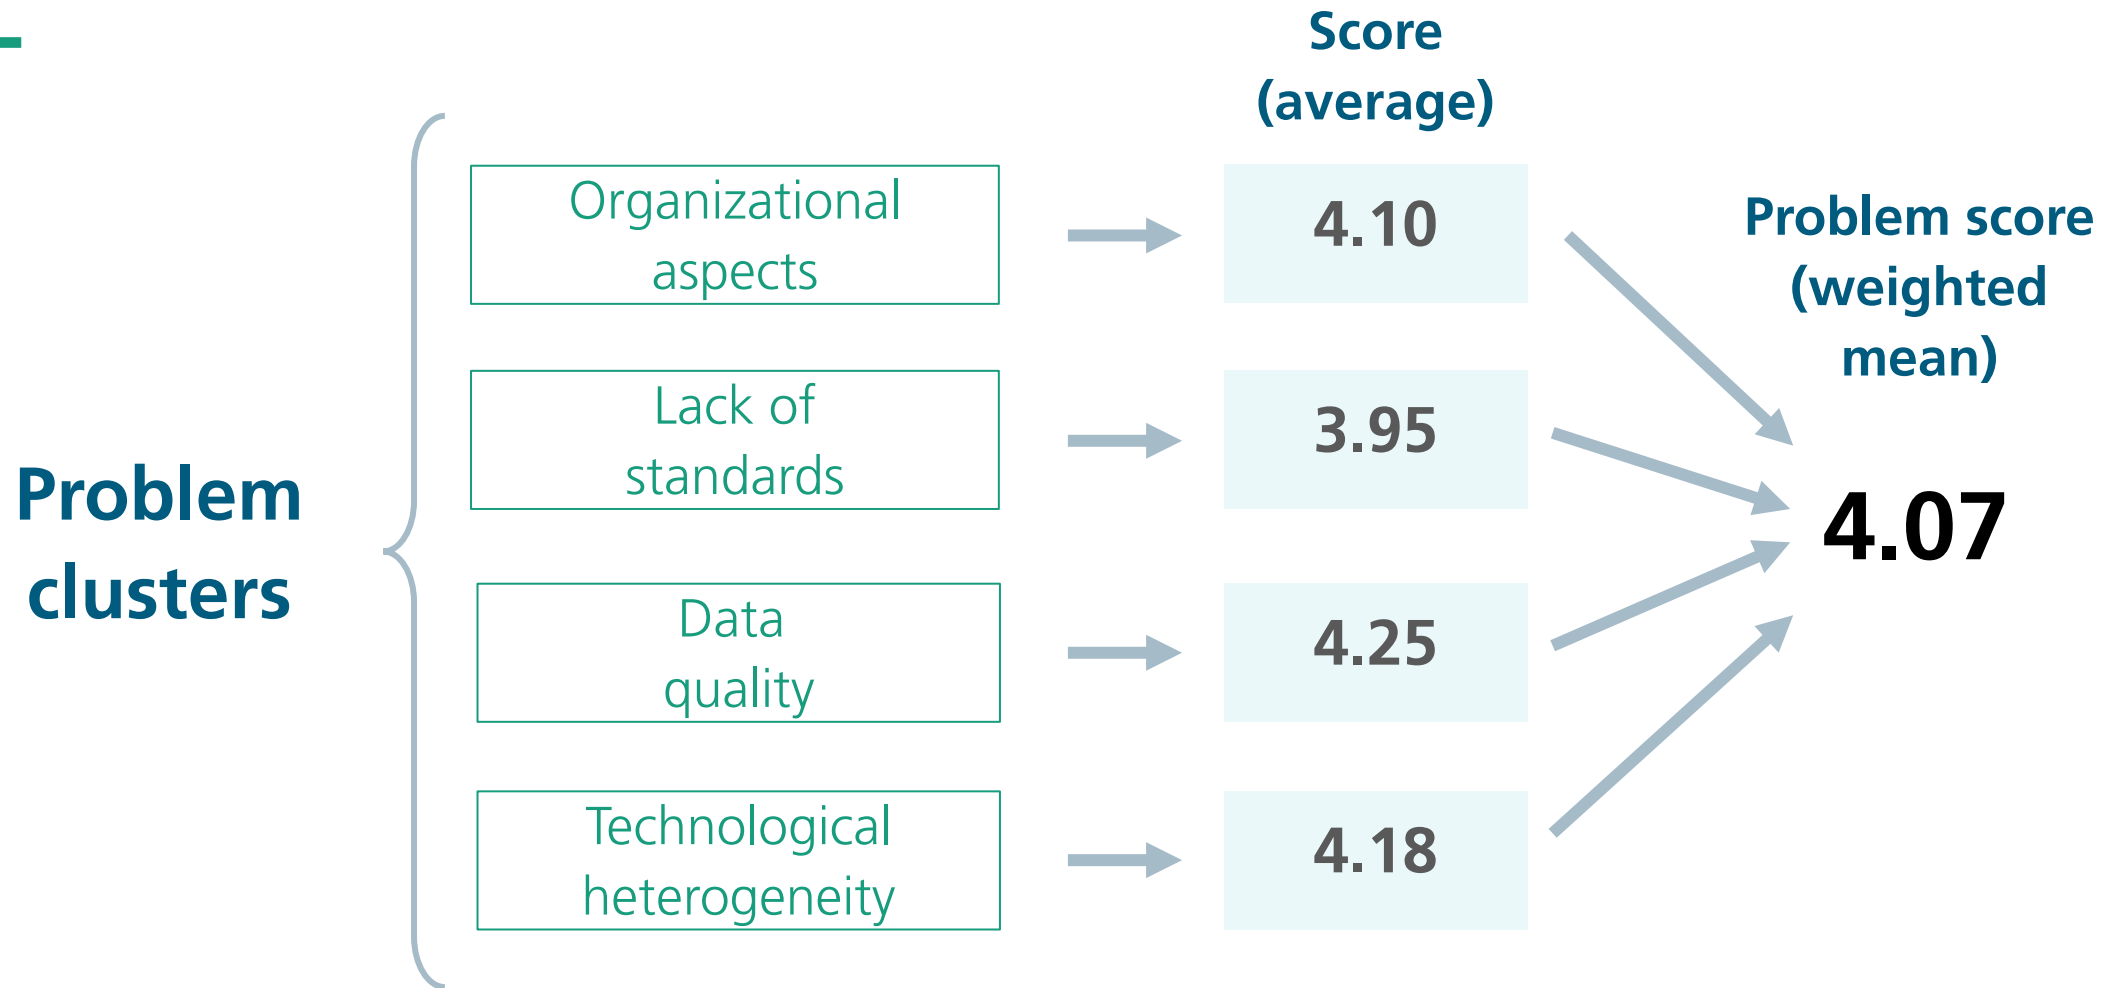 Score
(average)
Problem
clusters
Organizational
aspects
4.10
Lack of
standards
3.95
Data
quality
4.25
Technological
heterogeneity
4.18
Problem score
(weighted
mean)
4.07